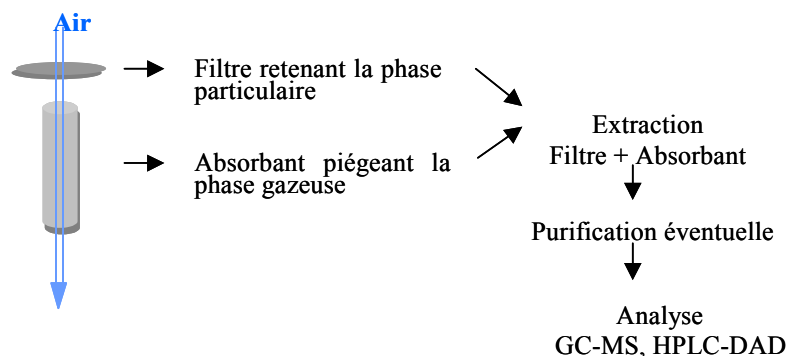 Air
Filtre retenant la phase
particulaire
Absorbant piégeant la
phase gazeuse
Extraction
Filtre + Absorbant
Purification éventuelle
Analyse
GC-MS, HPLC-DAD